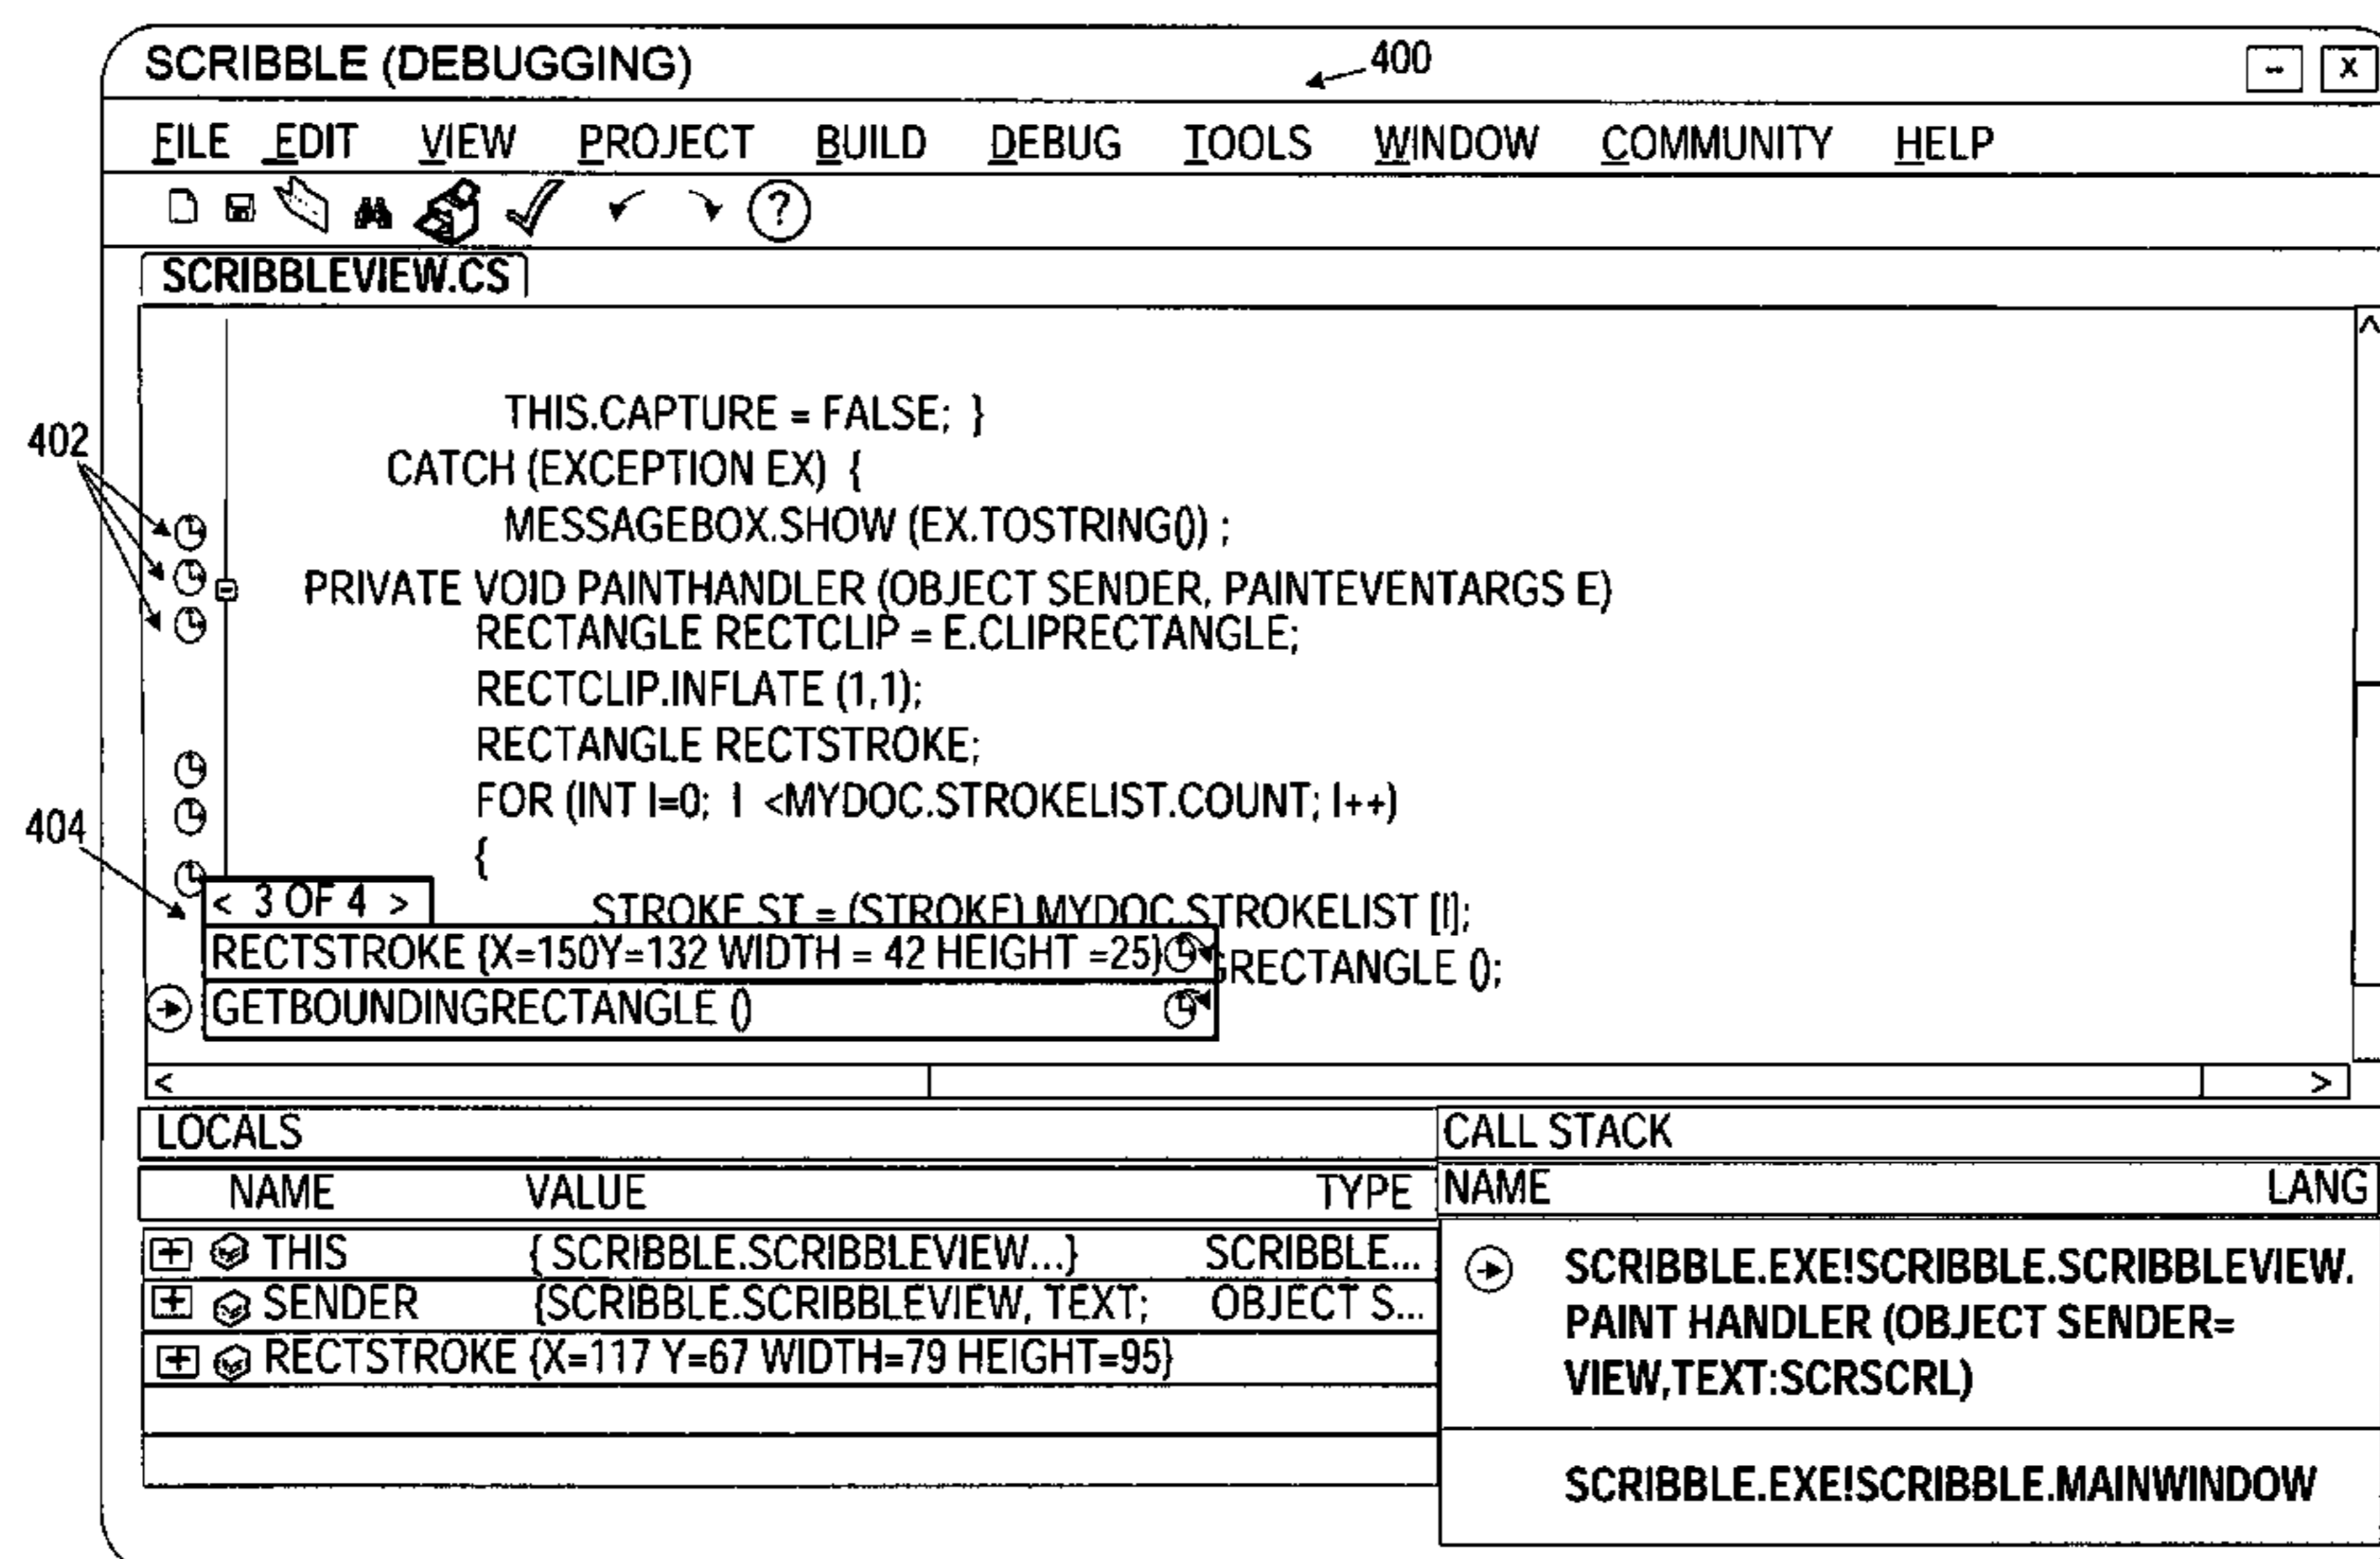 SCRIBBLE (DEBUGGING)
400
-- X
FILE EDIT VIEW PROJECT BUILD DEBUG TOOLS WINDOW COMMUNITY HELP
?
SCRIBBLEVIEW.CS
THIS.CAPTURE = FALSE; }
402
CATCH (EXCEPTION EX) {
MESSAGEBOX.SHOW (EX.TOSTRING()) ;
PRIVATE VOID PAINTHANDLER (OBJECT SENDER, PAINTEVENTARGS E)
RECTANGLE RECTCLIP = E.CLIPRECTANGLE;
RECTCLIP.INFLATE (1,1);
RECTANGLE RECTSTROKE;
FOR (INT I=0; I <MYDOC.STROKELIST.COUNT; I++)
404
{
< 3 OF 4 >
STROKE ST = (STROKE) MYDOC.STROKELIST [I];
RECTSTROKE {X=150Y=132 WIDTH = 42 HEIGHT =25} GRECTANGLE ();
GETBOUNDINGRECTANGLE ()
< >
LOCALS
NAME VALUE TYPE
THIS { SCRIBBLE.SCRIBBLEVIEW...} SCRIBBLE...
SENDER {SCRIBBLE.SCRIBBLEVIEW, TEXT; OBJECT S...
RECTSTROKE {X=117 Y=67 WIDTH=79 HEIGHT=95}
CALL STACK
NAME LANG
SCRIBBLE.EXE!SCRIBBLE.SCRIBBLEVIEW.
PAINT HANDLER (OBJECT SENDER=
VIEW,TEXT:SCRSCRL)
SCRIBBLE.EXE!SCRIBBLE.MAINWINDOW